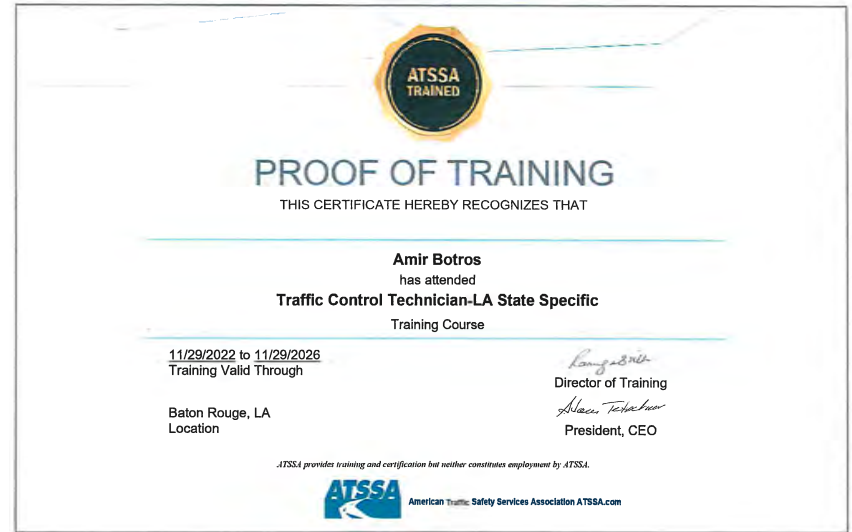 ATSSA
TRAINED
PROOF OF TRAINING
THIS CERTIFICATE HEREBY RECOGNIZES THAT
Amir Botros
has attended
Traffic Control Technician-LA State Specific
Training Course
11/29/2022 to 11/29/2026
Training Valid Through
Director of Training
Baton Rouge, LA
Location
President, CEO
ATSSA provides training and certification but neither constitutes employment by ATSSA.
ATSSA
American Traffic Safety Services Association ATSSA.com